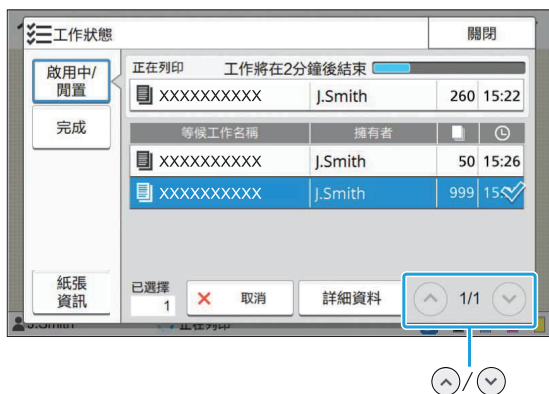 工作狀態
關閉
啟用中/
閒置
正在列印 工作將在2分鐘後結束
XXXXXXXXXX J.Smith 260 15:22
完成
等候工作名稱 擁有者
XXXXXXXXXX J.Smith 50 15:26
XXXXXXXXXX J.Smith 999
紙張
資訊
已選擇
1
取消
詳細資料
1/1
J.Smith 正在列印
/